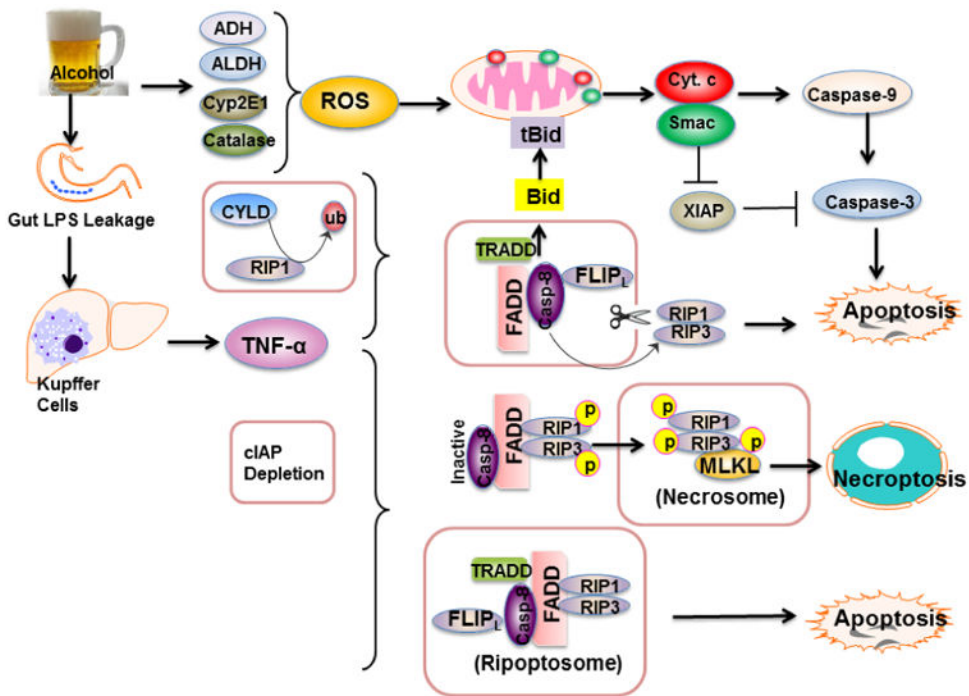 Alcohol
ADH
ALDH
Cyp2E1
Catalase
ROS
tBid
Bid
Cyt. c
Smac
XIAP
Caspase-9
Caspase-3
Apoptosis
Gut LPS Leakage
Kupffer
Cells
CYLD
ub
RIP1
TNF-α
cIAP
Depletion
TRADD
FADD
Casp-8
FLIPL
RIP1
RIP3
Apoptosis
Inactive
Casp-8
FADD
RIP1
RIP3
p
p
p
p
p
RIP1
RIP3
MLKL
(Necrosome)
Necroptosis
TRADD
FLIPL
Casp-8
FADD
RIP1
RIP3
(Ripoptosome)
Apoptosis